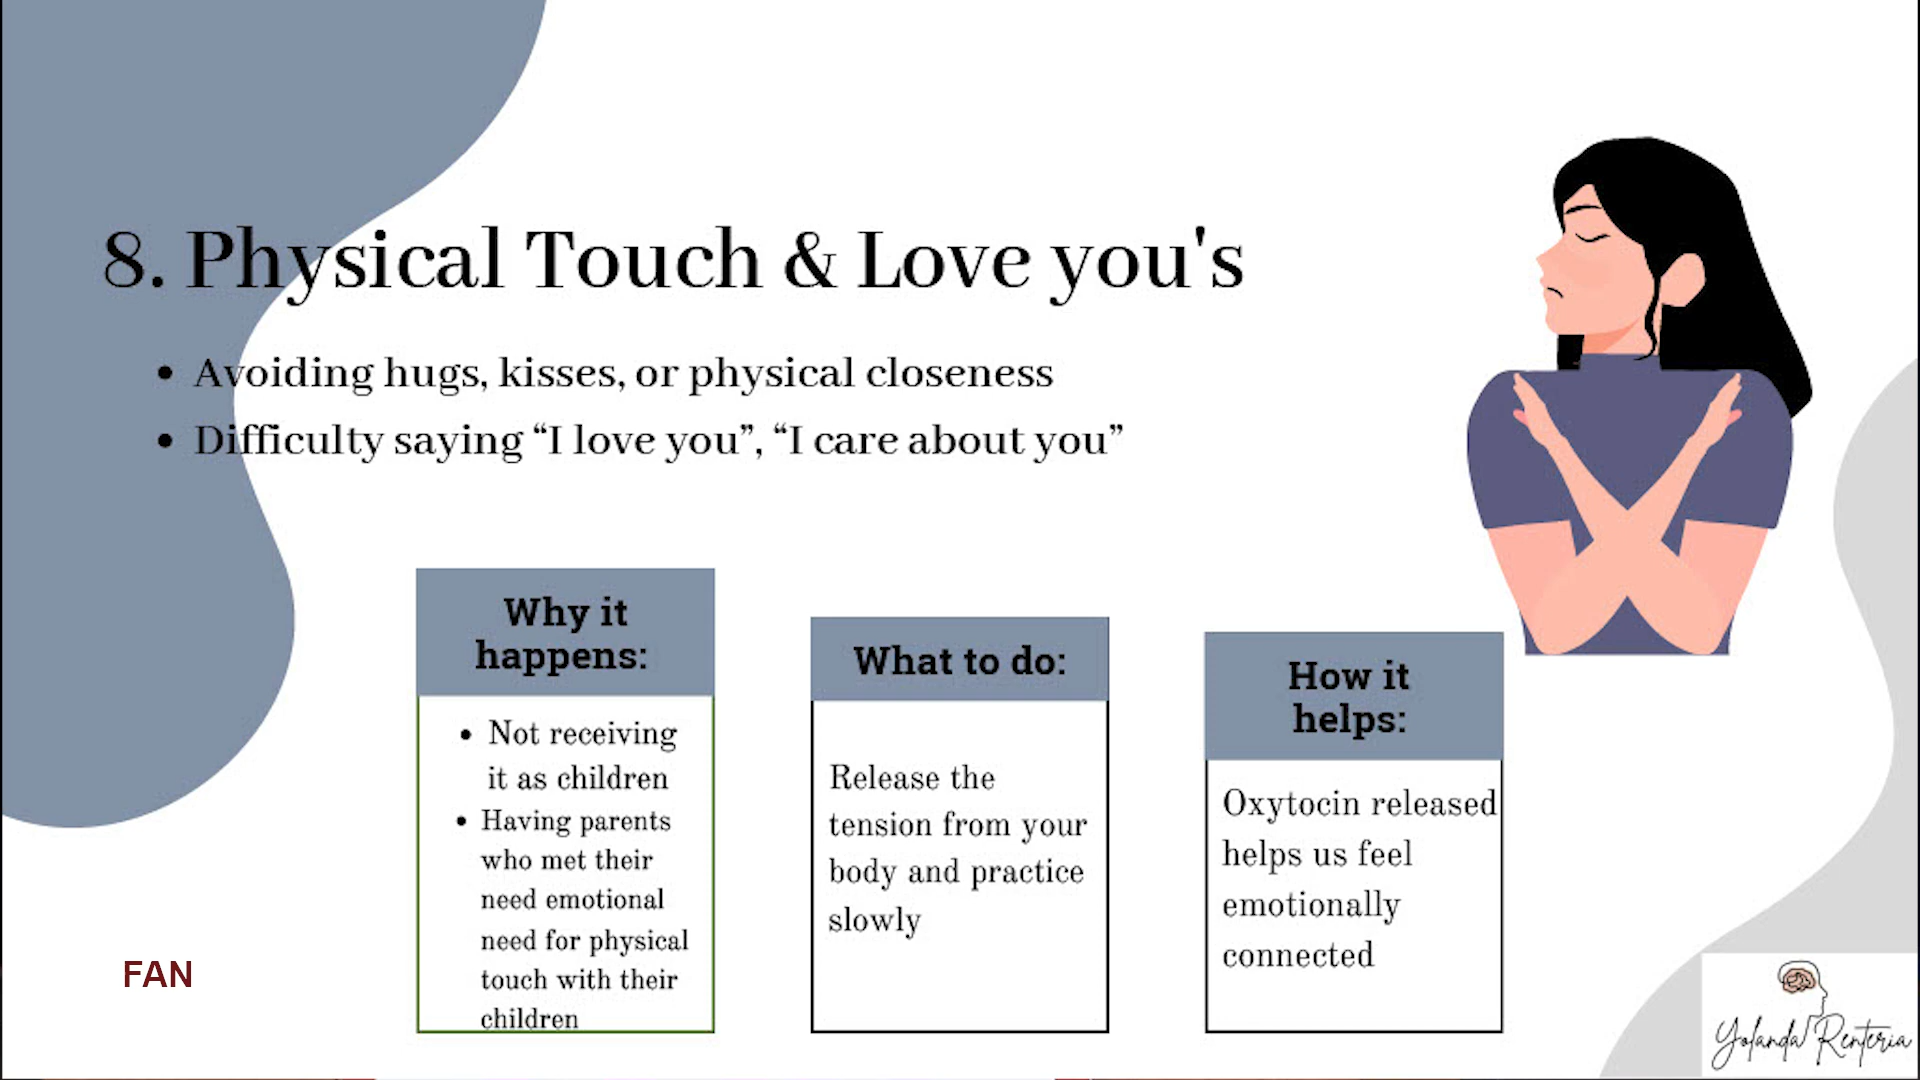 8. Physical Touch & Love you's
• Avoiding hugs, kisses, or physical closeness
• Difficulty saying “I love you”, “I care about you”
Why it
happens:
• Not receiving
it as children
• Having parents
who met their
need emotional
need for physical
touch with their
children
What to do:
Release the
tension from your
body and practice
slowly
How it
helps:
Oxytocin released
helps us feel
emotionally
connected
FAN
Yolanda Renteria